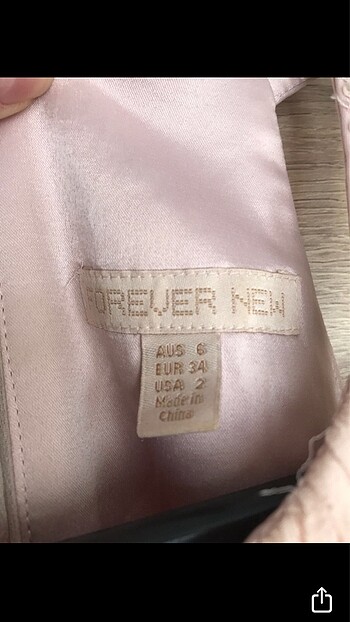 FOREVER NEW
AUS 6
EUR 34
USA 2
Made in
China